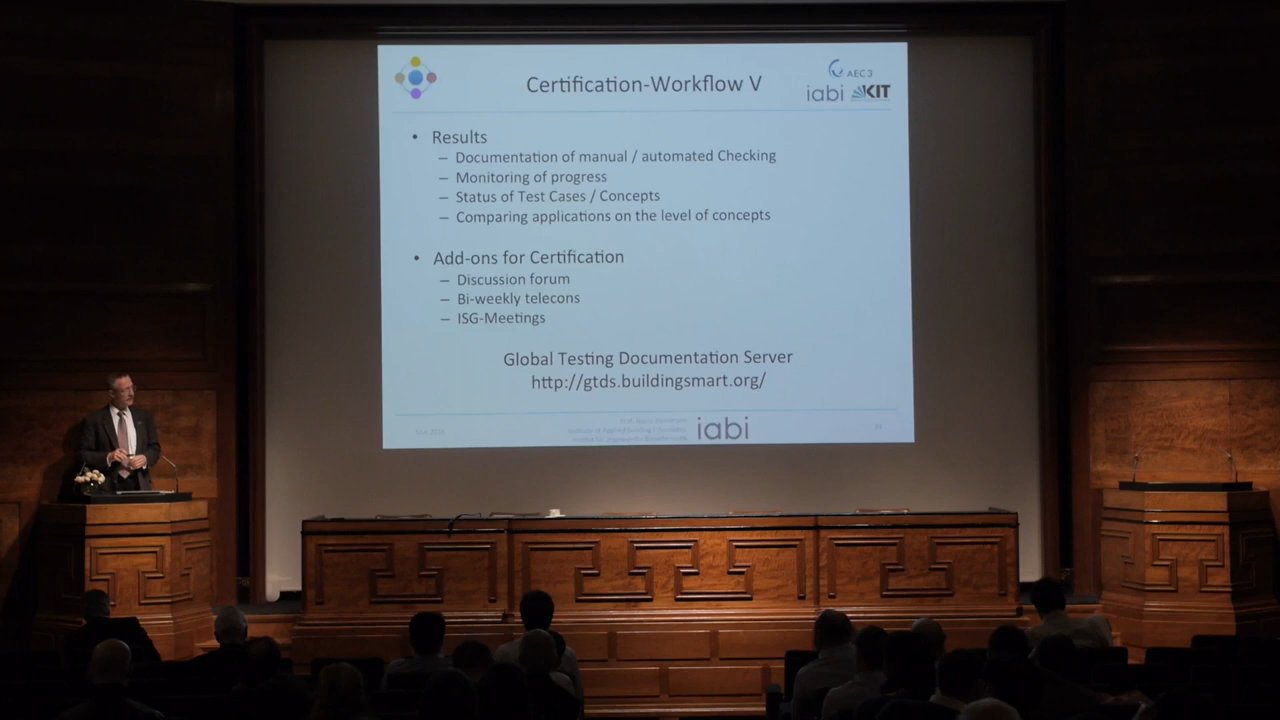 Certification-Workflow V
AEC3
iabi KIT
• Results
– Documentation of manual / automated Checking
– Monitoring of progress
– Status of Test Cases / Concepts
– Comparing applications on the level of concepts
• Add-ons for Certification
– Discussion forum
– Bi-weekly telecons
– ISG-Meetings
Global Testing Documentation Server
http://gtds.buildingsmart.org/
iabi